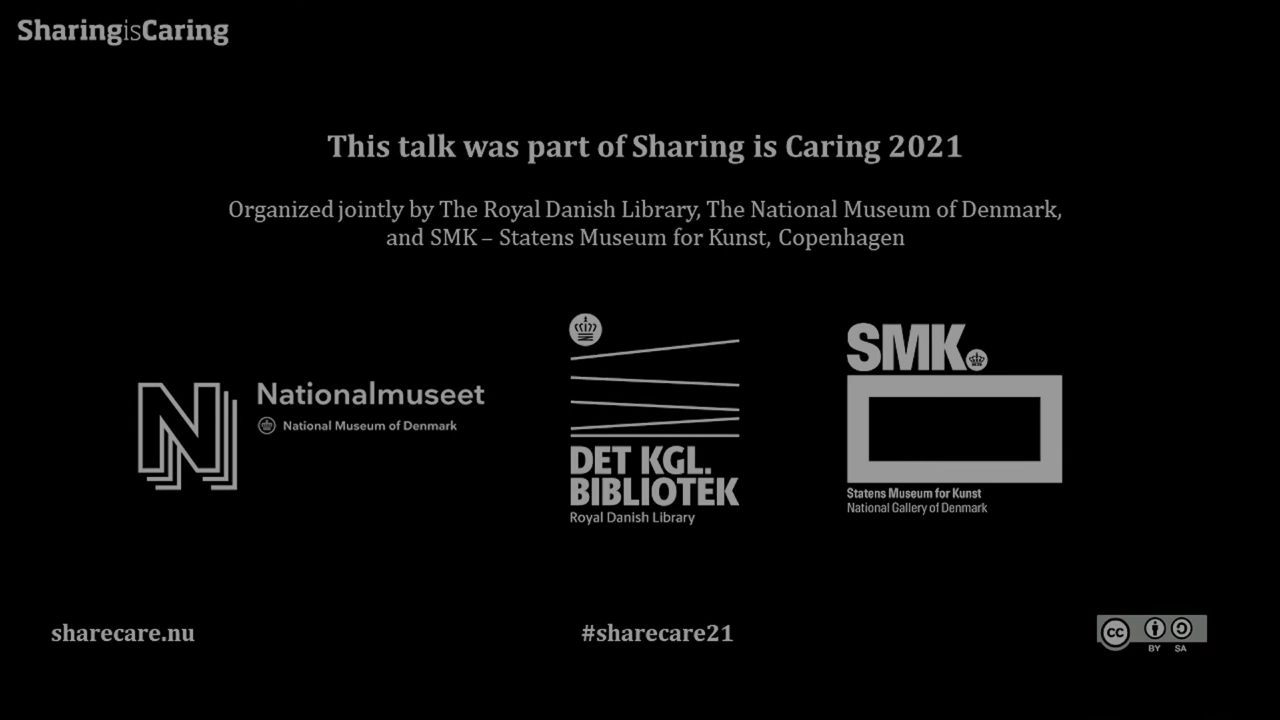 SharingisCaring
This talk was part of Sharing is Caring 2021
Organized jointly by The Royal Danish Library, The National Museum of Denmark,
and SMK – Statens Museum for Kunst, Copenhagen
N
Nationalmuseet
National Museum of Denmark
DET KGL.
BIBLIOTEK
Royal Danish Library
SMK
Statens Museum for Kunst
National Gallery of Denmark
sharecare.nu
#sharecare21
cc
BY SA